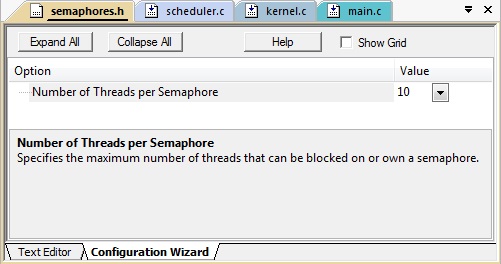 semaphores.h scheduler.c kernel.c main.c
Expand All Collapse All Help Show Grid
Option Value
Number of Threads per Semaphore 10
Number of Threads per Semaphore
Specifies the maximum number of threads that can be blocked on or own a semaphore.
Text Editor Configuration Wizard